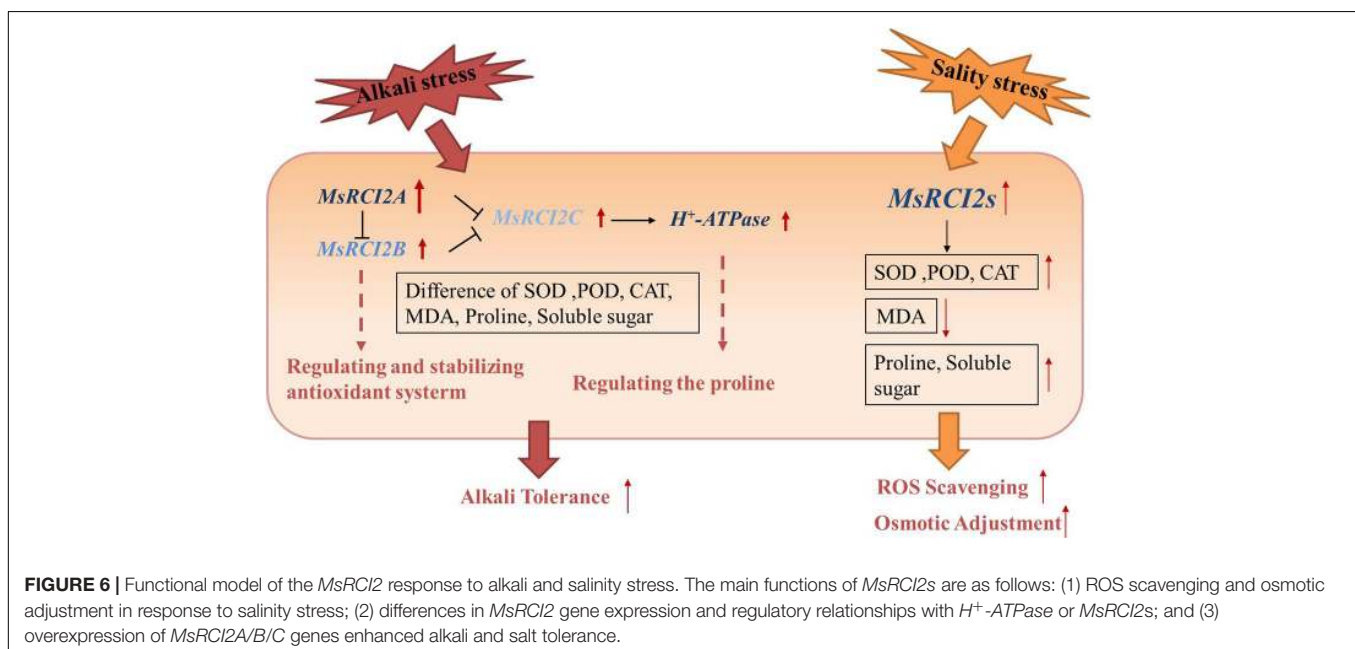 Alkali stress
Sality stress
MsRCI2A
MsRCI2B
MsRCI2C
H+-ATPase
Difference of SOD ,POD, CAT,
MDA, Proline, Soluble sugar
Regulating and stabilizing
antioxidant systerm
Regulating the proline
Alkali Tolerance
MsRCI2s
SOD ,POD, CAT
MDA
Proline, Soluble
sugar
ROS Scavenging
Osmotic Adjustment
FIGURE 6 | Functional model of the MsRCI2 response to alkali and salinity stress. The main functions of MsRCI2s are as follows: (1) ROS scavenging and osmotic
adjustment in response to salinity stress; (2) differences in MsRCI2 gene expression and regulatory relationships with H+-ATPase or MsRCI2s; and (3)
overexpression of MsRCI2A/B/C genes enhanced alkali and salt tolerance.